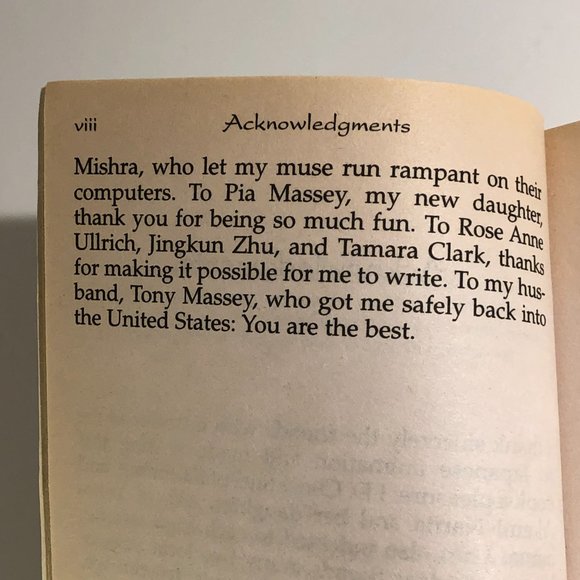 viii
Acknowledgments
Mishra, who let my muse run rampant on their
computers. To Pia Massey, my new daughter,
thank you for being so much fun. To Rose Anne
Ullrich, Jingkun Zhu, and Tamara Clark, thanks
for making it possible for me to write. To my hus-
band, Tony Massey, who got me safely back into
the United States: You are the best.